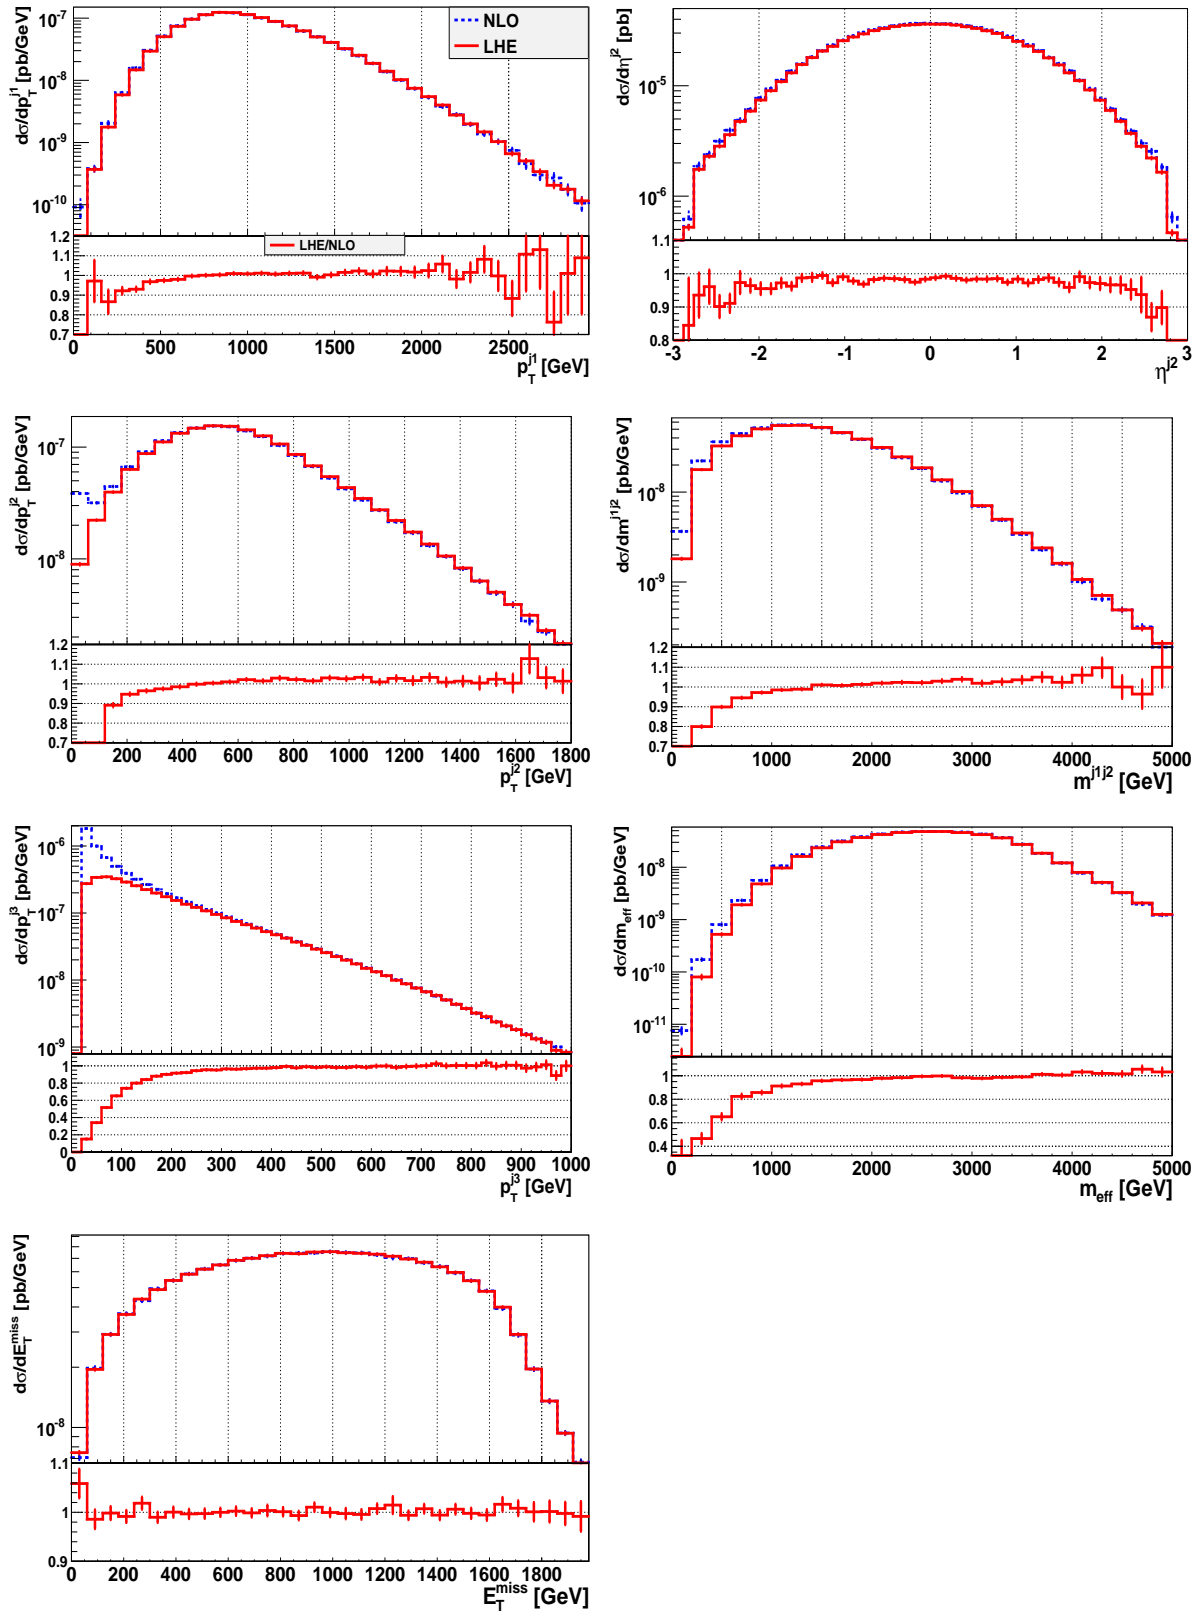 dσ/dp_T^{j1} [pb/GeV]
10^{-7}
10^{-8}
10^{-9}
10^{-10}
NLO
LHE
1.2
1.1
1
0.9
0.8
0.7
LHE/NLO
0 500 1000 1500 2000 2500
p_T^{j1} [GeV]
dσ/dη^{j2} [pb]
10^{-5}
10^{-6}
1.1
1
0.9
0.8
-3 -2 -1 0 1 2 3
η^{j2}
dσ/dp_T^{j2} [pb/GeV]
10^{-7}
10^{-8}
1.2
1.1
1
0.9
0.8
0.7
0 200 400 600 800 1000 1200 1400 1600 1800
p_T^{j2} [GeV]
dσ/dm^{j1j2} [pb/GeV]
10^{-8}
10^{-9}
1.2
1.1
1
0.9
0.8
0.7
0 1000 2000 3000 4000 5000
m^{j1j2} [GeV]
dσ/dp_T^{j3} [pb/GeV]
10^{-6}
10^{-7}
10^{-8}
10^{-9}
1
0.8
0.6
0.4
0.2
0
0 100 200 300 400 500 600 700 800 900 1000
p_T^{j3} [GeV]
dσ/dm_{eff} [pb/GeV]
10^{-8}
10^{-9}
10^{-10}
10^{-11}
1
0.8
0.6
0.4
0 1000 2000 3000 4000 5000
m_{eff} [GeV]
dσ/dE_T^{miss} [pb/GeV]
10^{-8}
1.1
1
0.9
0 200 400 600 800 1000 1200 1400 1600 1800
E_T^{miss} [GeV]